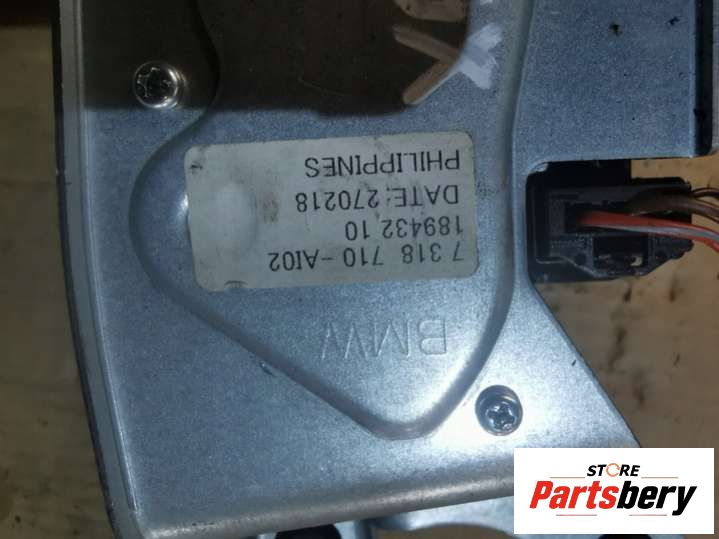 7 318 710-AI02
189432 10
DATE: 270218
PHILIPPINES
BMW
STORE
Partsbery